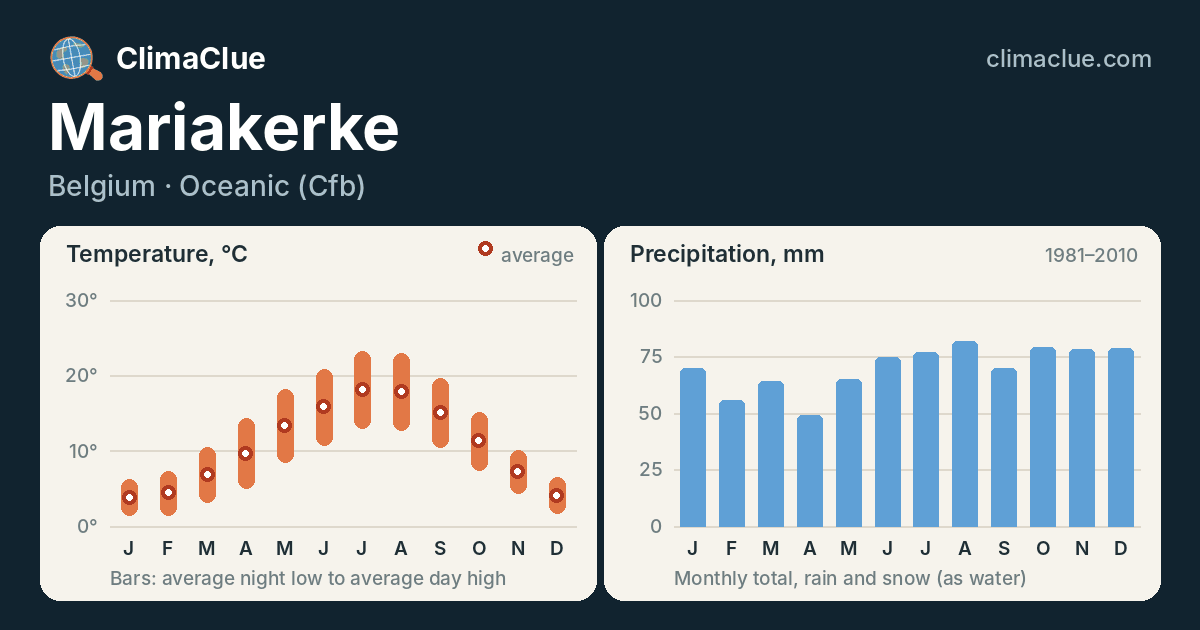 ClimaClue
climaclue.com
Mariakerke
Belgium · Oceanic (Cfb)
Temperature, °C
average
30°
20°
10°
0°
J F M A M J J A S O N D
Bars: average night low to average day high
Precipitation, mm
1981–2010
100
75
50
25
0
J F M A M J J A S O N D
Monthly total, rain and snow (as water)